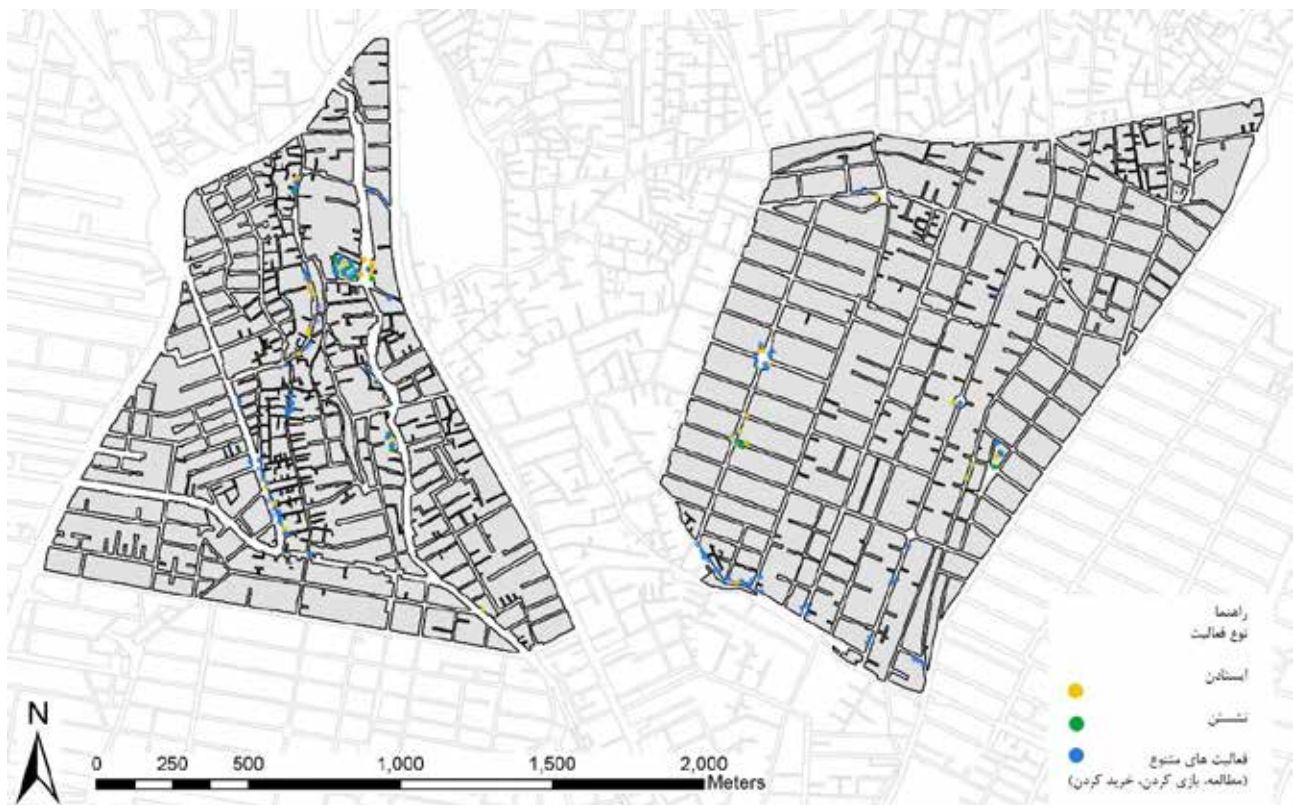 راهنما
نوع فعالیت
ایستادن
نشستن
فعالیت های متنوع
(مطالعه، بازی کردن، خرید کردن)
N
0 250 500 1,000 1,500 2,000
Meters